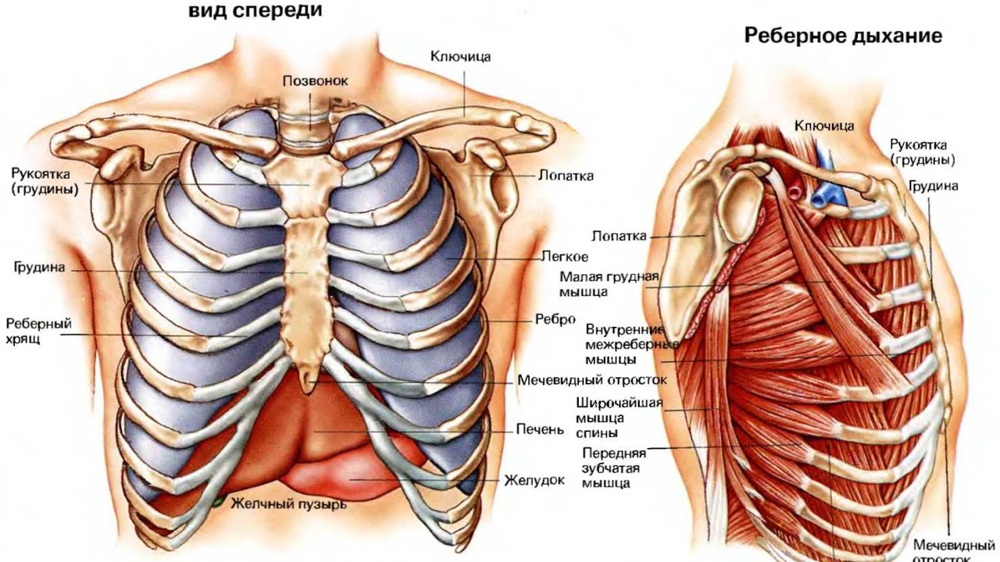 вид спереди
Ключица
Позвонок
Рукоятка
(грудины)
Лопатка
Грудина
Легкое
Реберный
хрящ
Ребро
Мечевидный отросток
Печень
Желудок
Желчный пузырь
Реберное дыхание
Ключица
Рукоятка
(грудины)
Грудина
Лопатка
Малая грудная
мышца
Внутренние
межреберные
мышцы
Широчайшая
мышца
спины
Передняя
зубчатая
мышца
Мечевидный
отросток